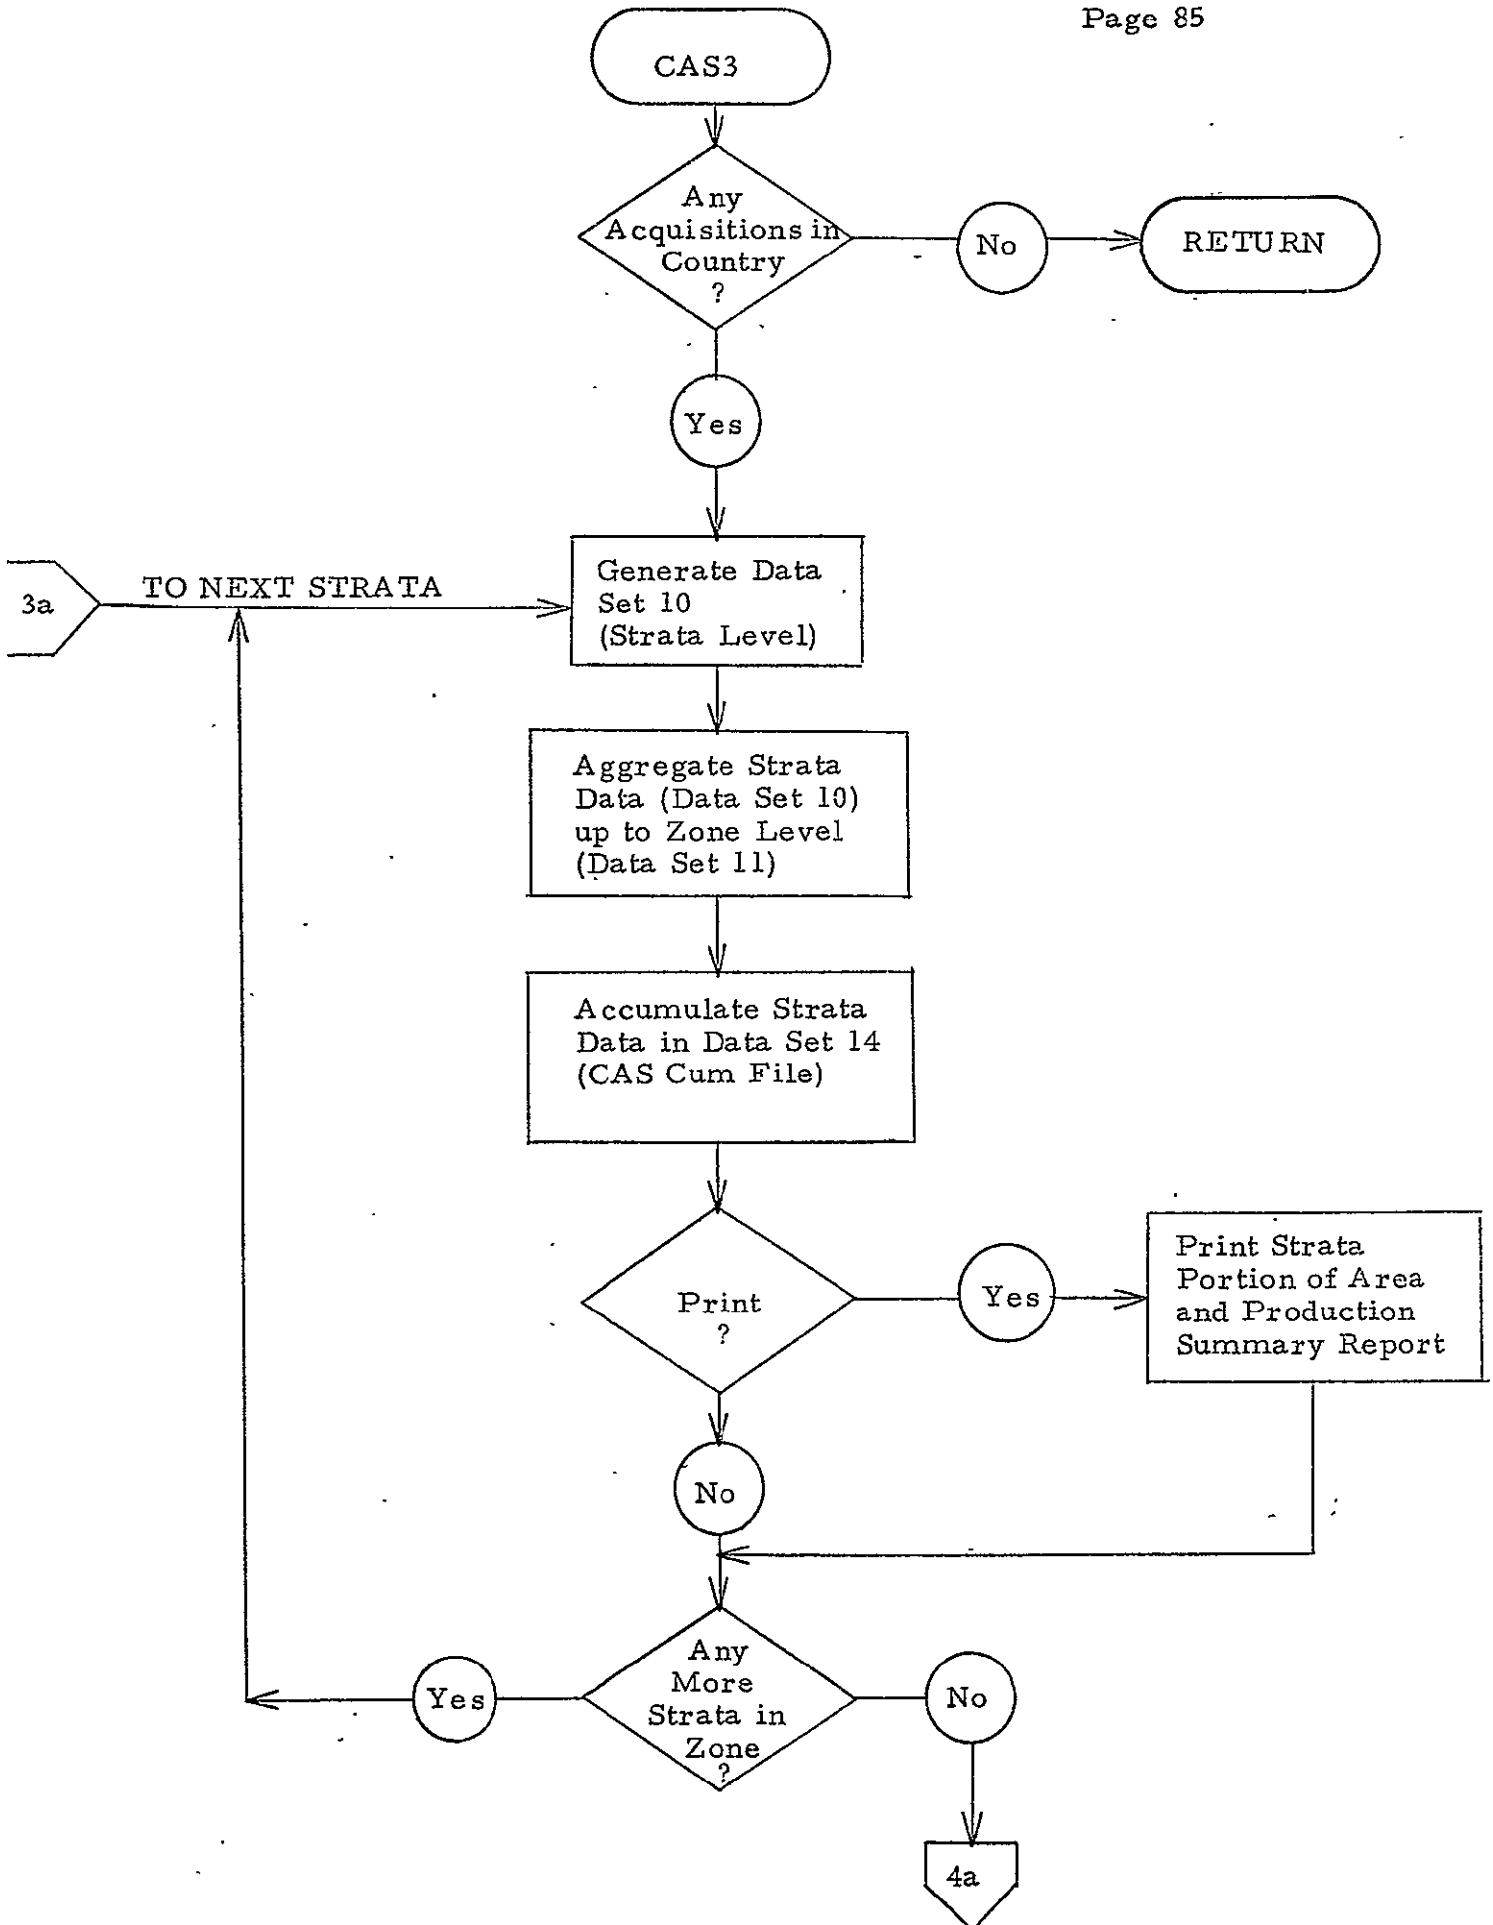 Page 85
CAS3
Any
Acquisitions in
Country
?
No
RETURN
Yes
3a
TO NEXT STRATA
Generate Data
Set 10
(Strata Level)
Aggregate Strata
Data (Data Set 10)
up to Zone Level
(Data Set 11)
Accumulate Strata
Data in Data Set 14
(CAS Cum File)
Print
?
Yes
Print Strata
Portion of Area
and Production
Summary Report
No
Any
More
Strata in
Zone
?
Yes
No
4a